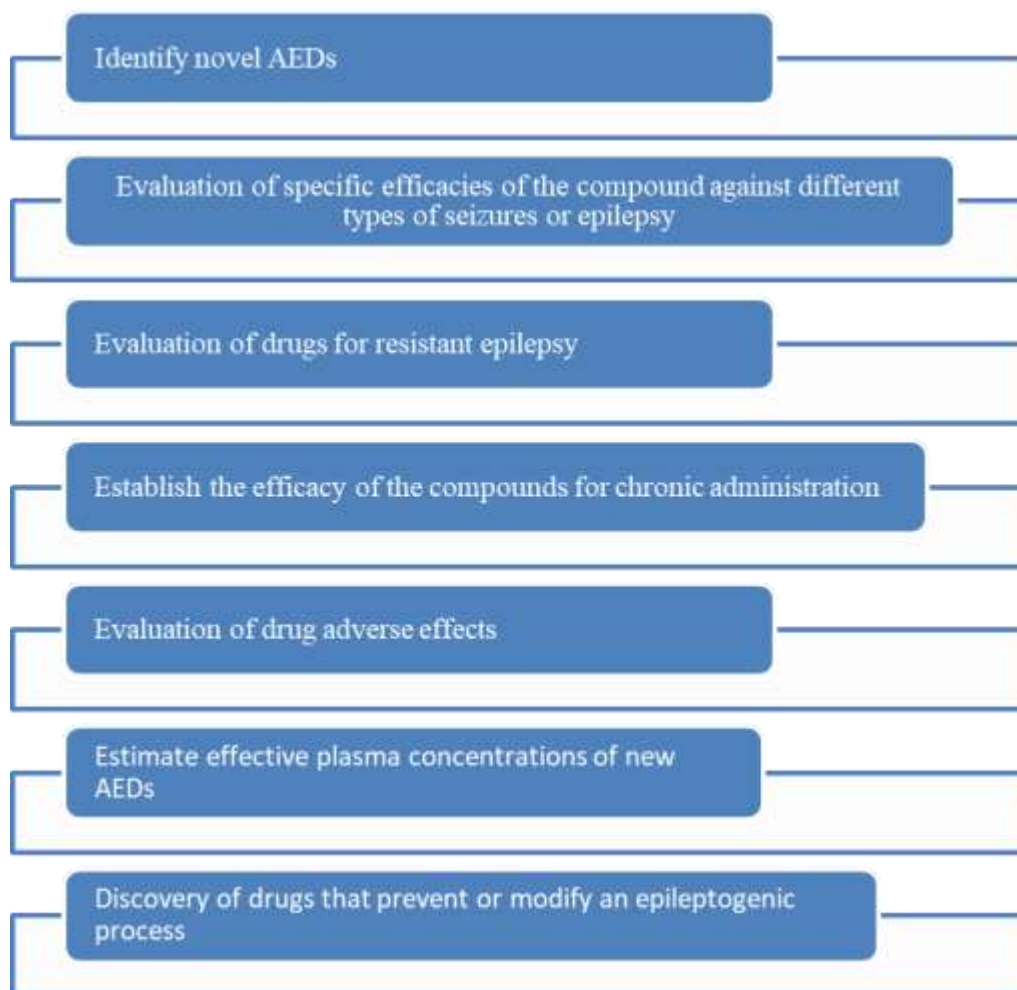 Identify novel AEDs
Evaluation of specific efficacies of the compound against different
types of seizures or epilepsy
Evaluation of drugs for resistant epilepsy
Establish the efficacy of the compounds for chronic administration
Evaluation of drug adverse effects
Estimate effective plasma concentrations of new
AEDs
Discovery of drugs that prevent or modify an epileptogenic
process